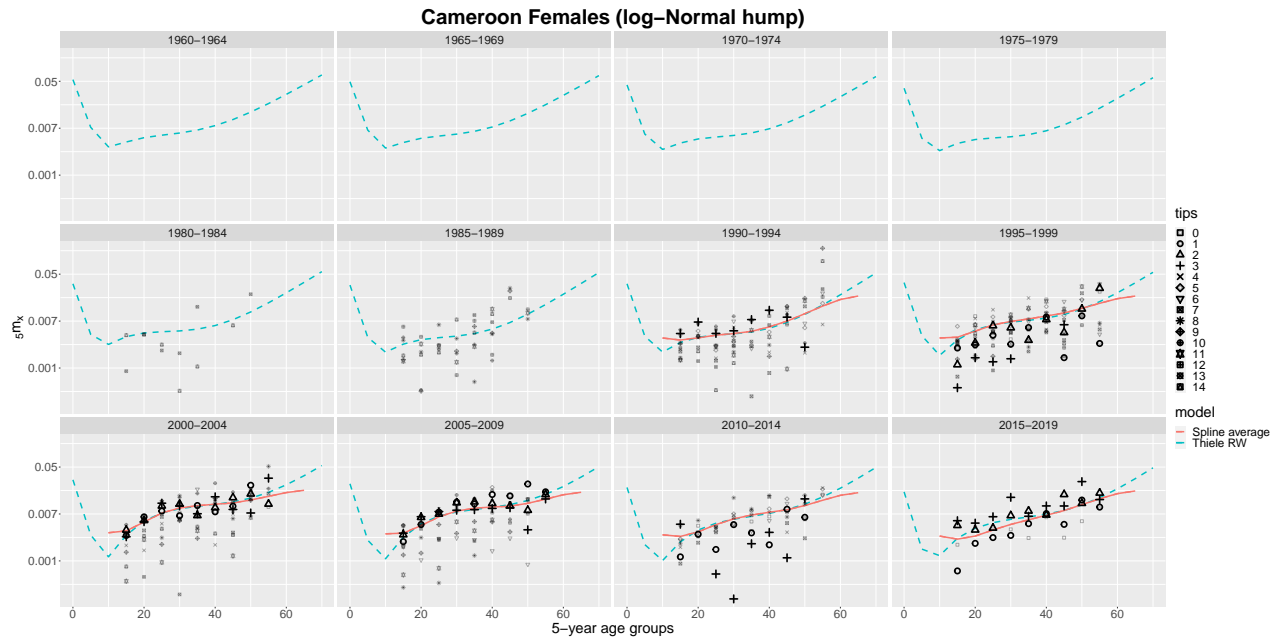 Cameroon Females (log−Normal hump)
1960−1964 1965−1969 1970−1974 1975−1979
0.05
0.007
0.001
1980−1984 1985−1989 1990−1994 1995−1999
0.05
0.007
0.001
2000−2004 2005−2009 2010−2014 2015−2019
0.05
0.007
0.001
0 20 40 60 0 20 40 60 0 20 40 60 0 20 40 60
5−year age groups
5mx
tips
0
1
2
3
4
5
6
7
8
9
10
11
12
13
14
model
Spline average
Thiele RW